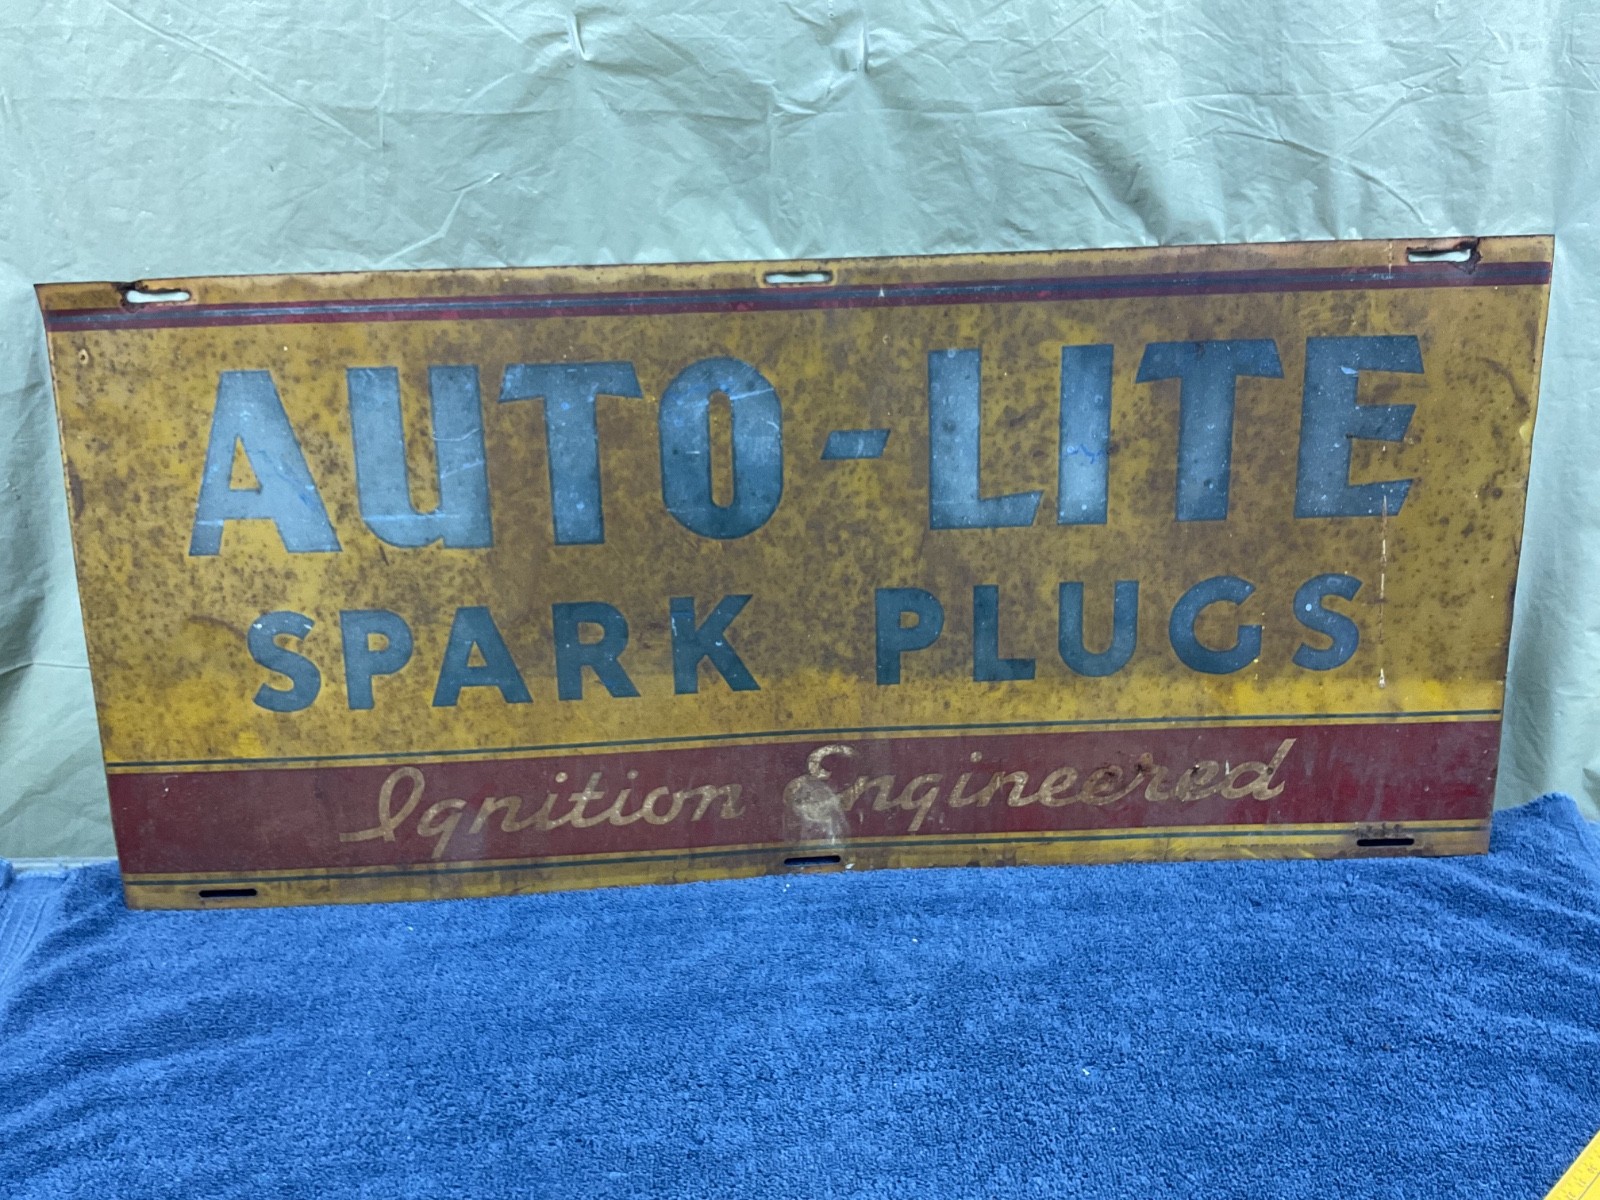 AUTO-LITE
SPARK PLUGS
Ignition Engineered